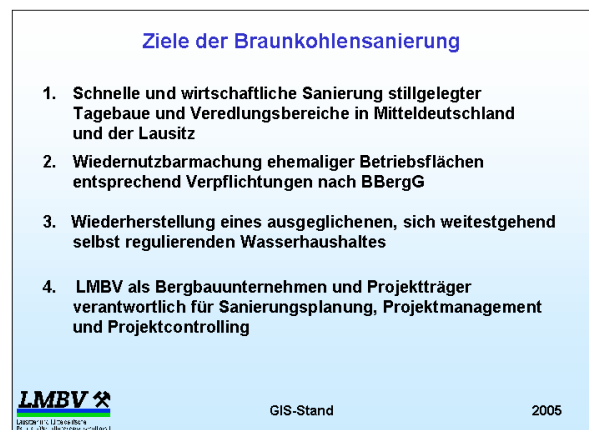 Ziele der Braunkohlensanierung
1. Schnelle und wirtschaftliche Sanierung stillgelegter
Tagebaue und Veredlungsbereiche in Mitteldeutschland
und der Lausitz
2. Wiedernutzbarmachung ehemaliger Betriebsflächen
entsprechend Verpflichtungen nach BBergG
3. Wiederherstellung eines ausgeglichenen, sich weitestgehend
selbst regulierenden Wasserhaushaltes
4. LMBV als Bergbauunternehmen und Projektträger
verantwortlich für Sanierungsplanung, Projektmanagement
und Projektcontrolling
LMBV
GIS-Stand
2005